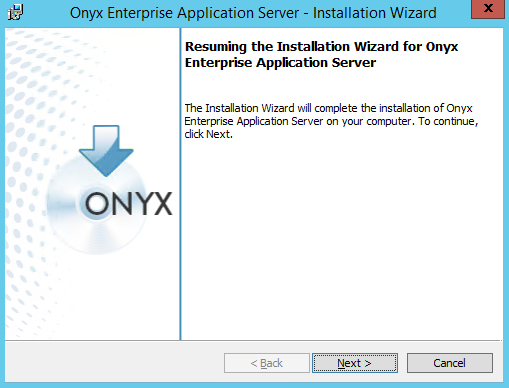 Onyx Enterprise Application Server - Installation Wizard
X
Resuming the Installation Wizard for Onyx
Enterprise Application Server
The Installation Wizard will complete the installation of Onyx
Enterprise Application Server on your computer. To continue,
click Next.
ONYX
< Back
Next >
Cancel